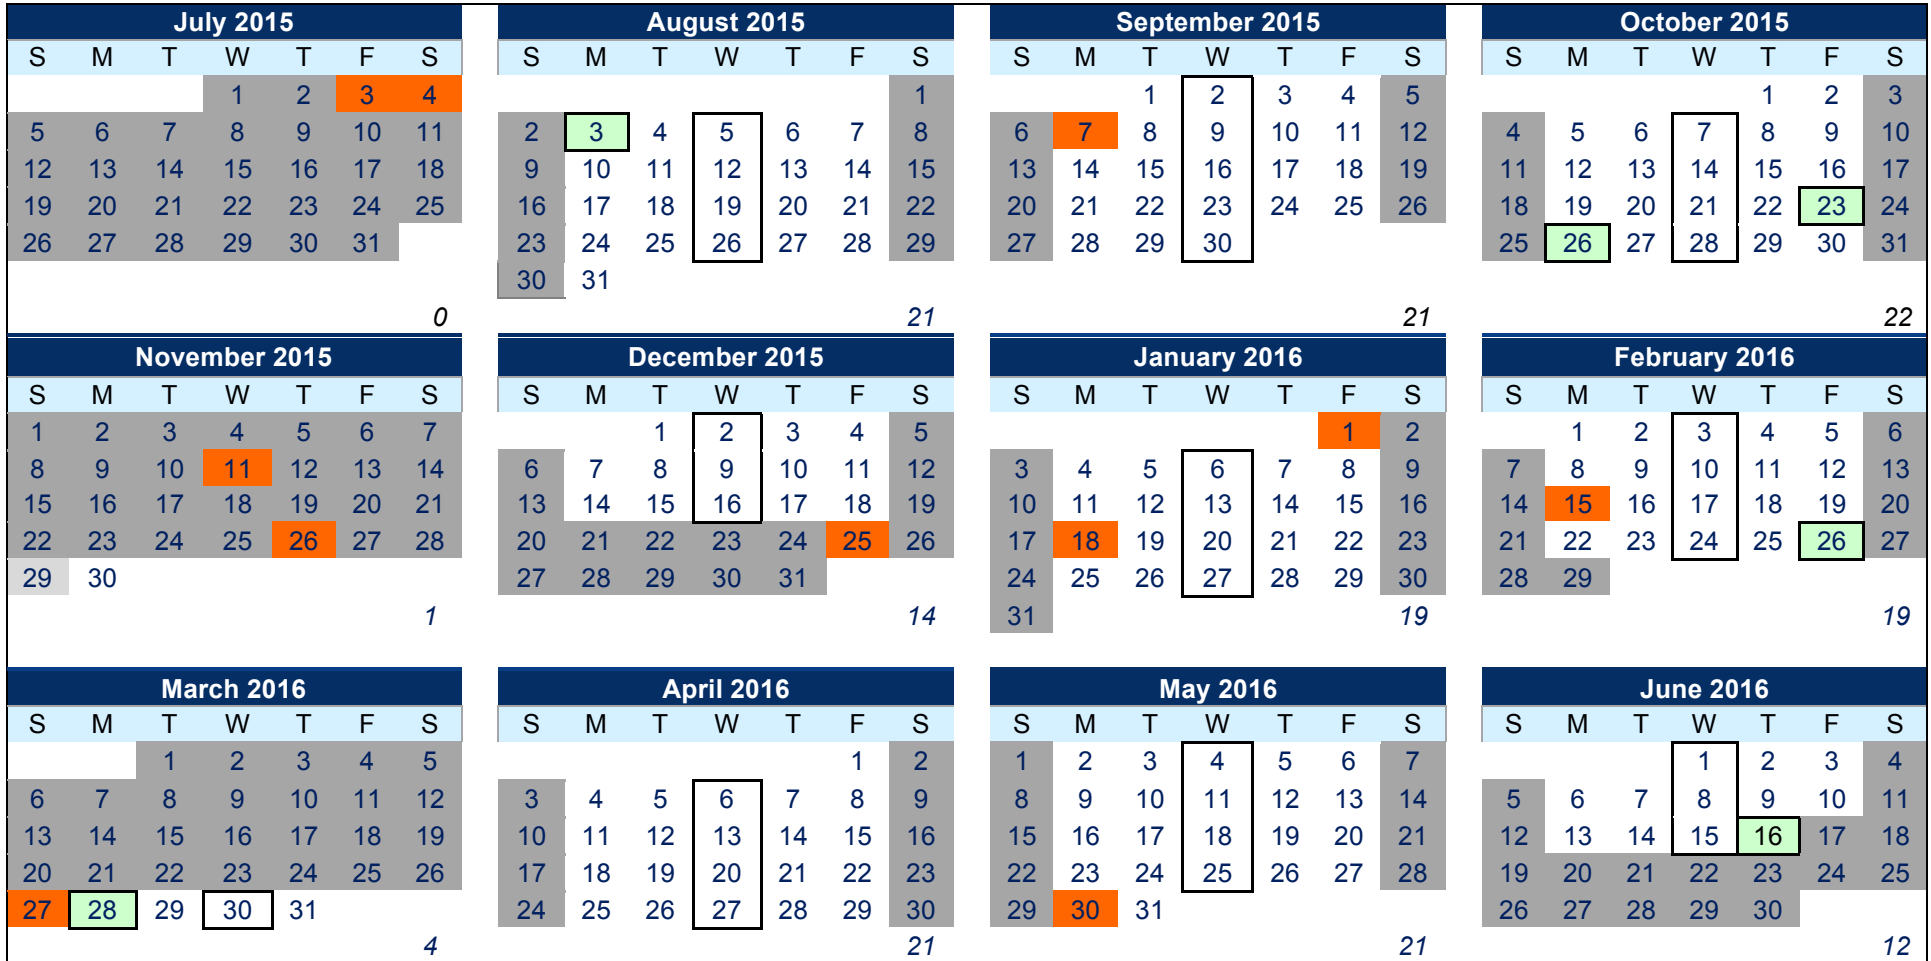 July 2015 August 2015 September 2015 October 2015
S M T W T F S S M T W T F S S M T W T F S S M T W T F S
1 2 3 4 1 1 2 3 4 5 1 2 3
5 6 7 8 9 10 11 2 3 4 5 6 7 8 6 7 8 9 10 11 12 4 5 6 7 8 9 10
12 13 14 15 16 17 18 9 10 11 12 13 14 15 13 14 15 16 17 18 19 11 12 13 14 15 16 17
19 20 21 22 23 24 25 16 17 18 19 20 21 22 20 21 22 23 24 25 26 18 19 20 21 22 23 24
26 27 28 29 30 31 23 24 25 26 27 28 29 27 28 29 30 25 26 27 28 29 30 31
30 31
0 21 21 22
November 2015 December 2015 January 2016 February 2016
S M T W T F S S M T W T F S S M T W T F S S M T W T F S
1 2 3 4 5 6 7 1 2 3 4 5 1 2 1 2 3 4 5 6
8 9 10 11 12 13 14 6 7 8 9 10 11 12 3 4 5 6 7 8 9 7 8 9 10 11 12 13
15 16 17 18 19 20 21 13 14 15 16 17 18 19 10 11 12 13 14 15 16 14 15 16 17 18 19 20
22 23 24 25 26 27 28 20 21 22 23 24 25 26 17 18 19 20 21 22 23 21 22 23 24 25 26 27
29 30 27 28 29 30 31 24 25 26 27 28 29 30 28 29
1 14 31 19 19
March 2016 April 2016 May 2016 June 2016
S M T W T F S S M T W T F S S M T W T F S S M T W T F S
1 2 3 4 5 1 2 1 2 3 4 5 6 7 1 2 3 4
6 7 8 9 10 11 12 3 4 5 6 7 8 9 8 9 10 11 12 13 14 5 6 7 8 9 10 11
13 14 15 16 17 18 19 10 11 12 13 14 15 16 15 16 17 18 19 20 21 12 13 14 15 16 17 18
20 21 22 23 24 25 26 17 18 19 20 21 22 23 22 23 24 25 26 27 28 19 20 21 22 23 24 25
27 28 29 30 31 24 25 26 27 28 29 30 29 30 31 26 27 28 29 30
4 21 21 12